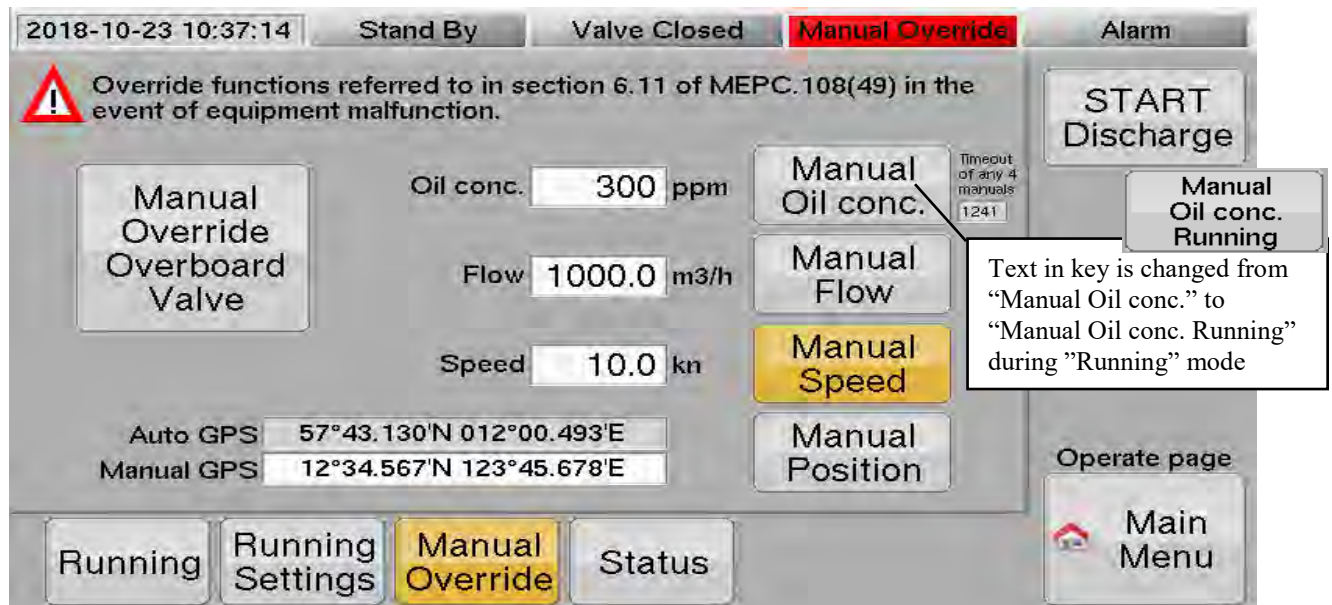 2018-10-23 10:37:14 Stand By Valve Closed Manual Override Alarm
Override functions referred to in section 6.11 of MEPC.108(49) in the
event of equipment malfunction.
START
Discharge
Manual
Override
Overboard
Valve
Oil conc. 300 ppm
Manual
Oil conc.
Timeout
of any 4
manuals
1241
Manual
Oil conc.
Running
Text in key is changed from
“Manual Oil conc.” to
“Manual Oil conc. Running”
during ”Running” mode
Flow 1000.0 m3/h
Manual
Flow
Speed 10.0 kn
Manual
Speed
Auto GPS 57°43.130'N 012°00.493'E
Manual GPS 12°34.567'N 123°45.678'E
Manual
Position
Operate page
Main
Menu
Running
Running
Settings
Manual
Override
Status